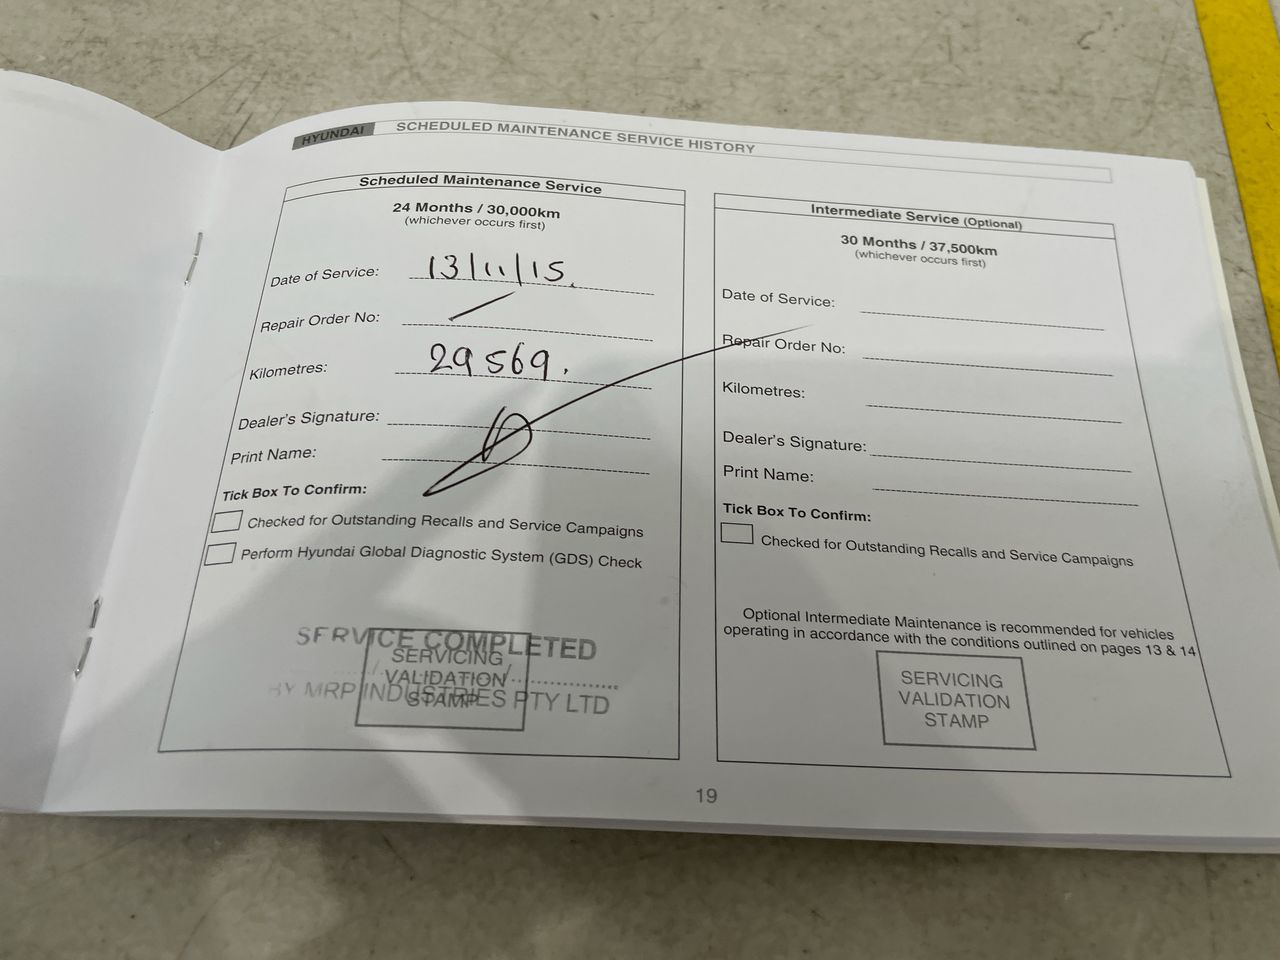 HYUNDAI
SCHEDULED MAINTENANCE SERVICE HISTORY
Scheduled Maintenance Service
24 Months / 30,000km
(whichever occurs first)
Date of Service: 13/11/15.
Repair Order No: /
Kilometres: 29569.
Dealer's Signature:
Print Name:
Tick Box To Confirm:
Checked for Outstanding Recalls and Service Campaigns
Perform Hyundai Global Diagnostic System (GDS) Check
SERVICE COMPLETED
BY MRP INDUSTRIES PTY LTD
SERVICING
VALIDATION
STAMP
Intermediate Service (Optional)
30 Months / 37,500km
(whichever occurs first)
Date of Service:
Repair Order No:
Kilometres:
Dealer's Signature:
Print Name:
Tick Box To Confirm:
Checked for Outstanding Recalls and Service Campaigns
Optional Intermediate Maintenance is recommended for vehicles
operating in accordance with the conditions outlined on pages 13 & 14
SERVICING
VALIDATION
STAMP
19